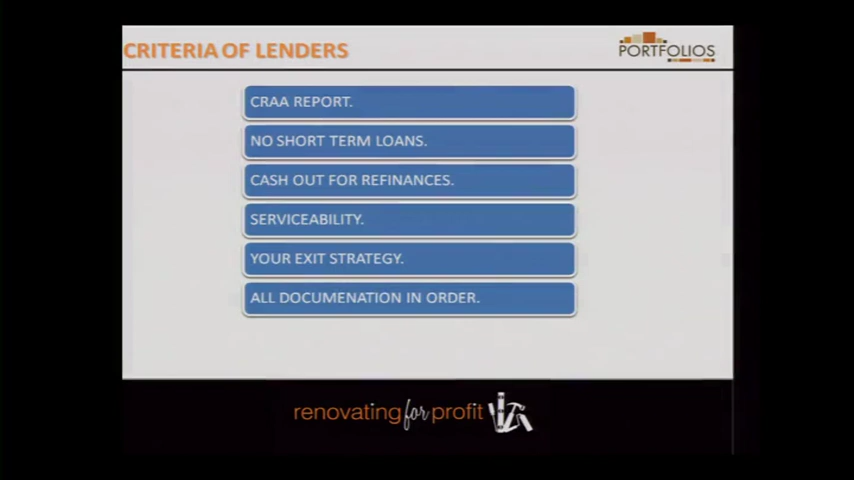 CRITERIA OF LENDERS
PORTFOLIOS
CRAA REPORT.
NO SHORT TERM LOANS.
CASH OUT FOR REFINANCES.
SERVICEABILITY.
YOUR EXIT STRATEGY.
ALL DOCUMENATION IN ORDER.
renovating for profit